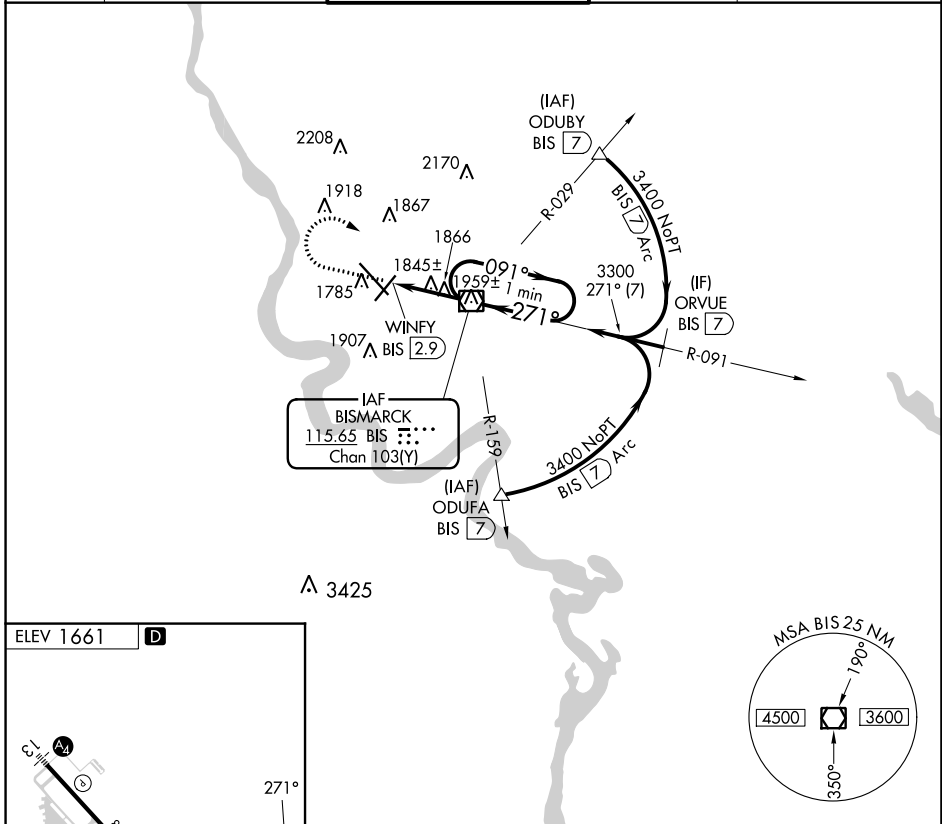 (IAF)
ODUBY
BIS 7
2208
2170
R-029
3400 NoPT
BIS 7 Arc
1918
1867
1866
1845±
091°
1959±
1 min
271°
3300
271° (7)
(IF)
ORVUE
BIS 7
1785
WINFY
BIS 2.9
1907
R-091
IAF
BISMARCK
115.65 BIS
Chan 103(Y)
R-159
3400 NoPT
BIS 7 Arc
(IAF)
ODUFA
BIS 7
3425
ELEV 1661 D
MSA BIS 25 NM
190°
4500
3600
350°
13
A4
P
271°